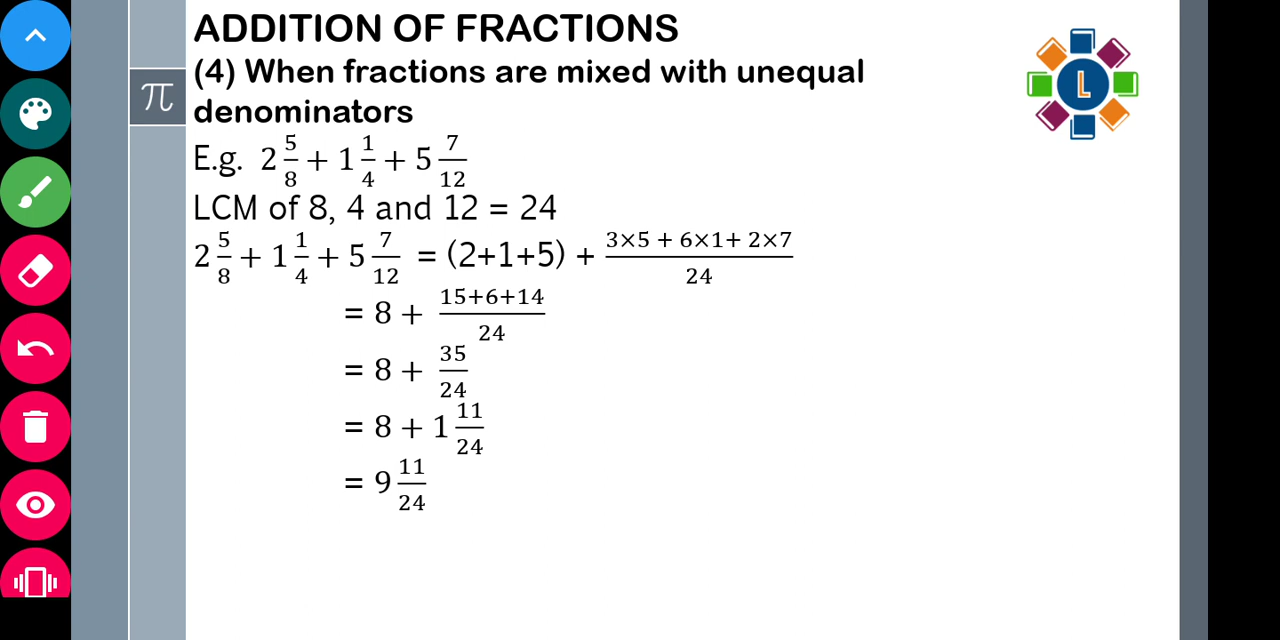 ADDITION OF FRACTIONS
(4) When fractions are mixed with unequal
denominators
E.g. 2 5/8 + 1 1/4 + 5 7/12
LCM of 8, 4 and 12 = 24
2 5/8 + 1 1/4 + 5 7/12 = (2+1+5) + (3×5 + 6×1+ 2×7)/24
= 8 + (15+6+14)/24
= 8 + 35/24
= 8 + 1 11/24
= 9 11/24
π
L